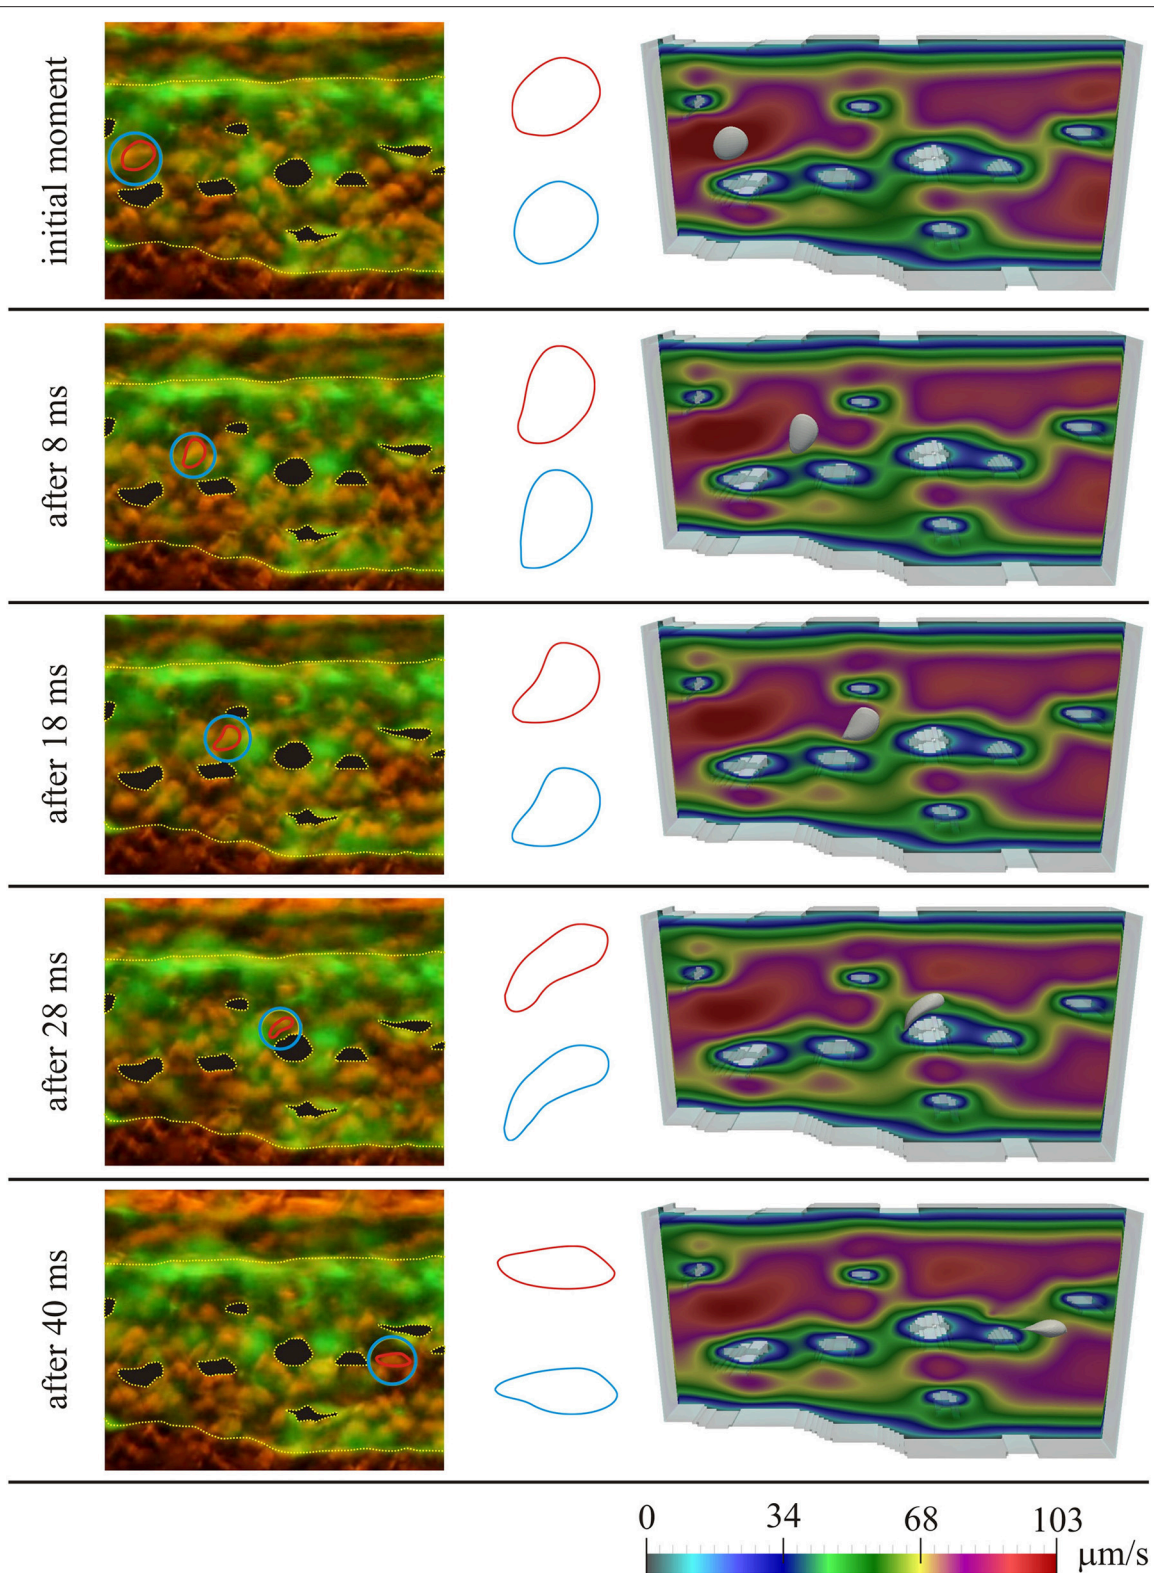 initial moment
after 8 ms
after 18 ms
after 28 ms
after 40 ms
0 34 68 103
μm/s